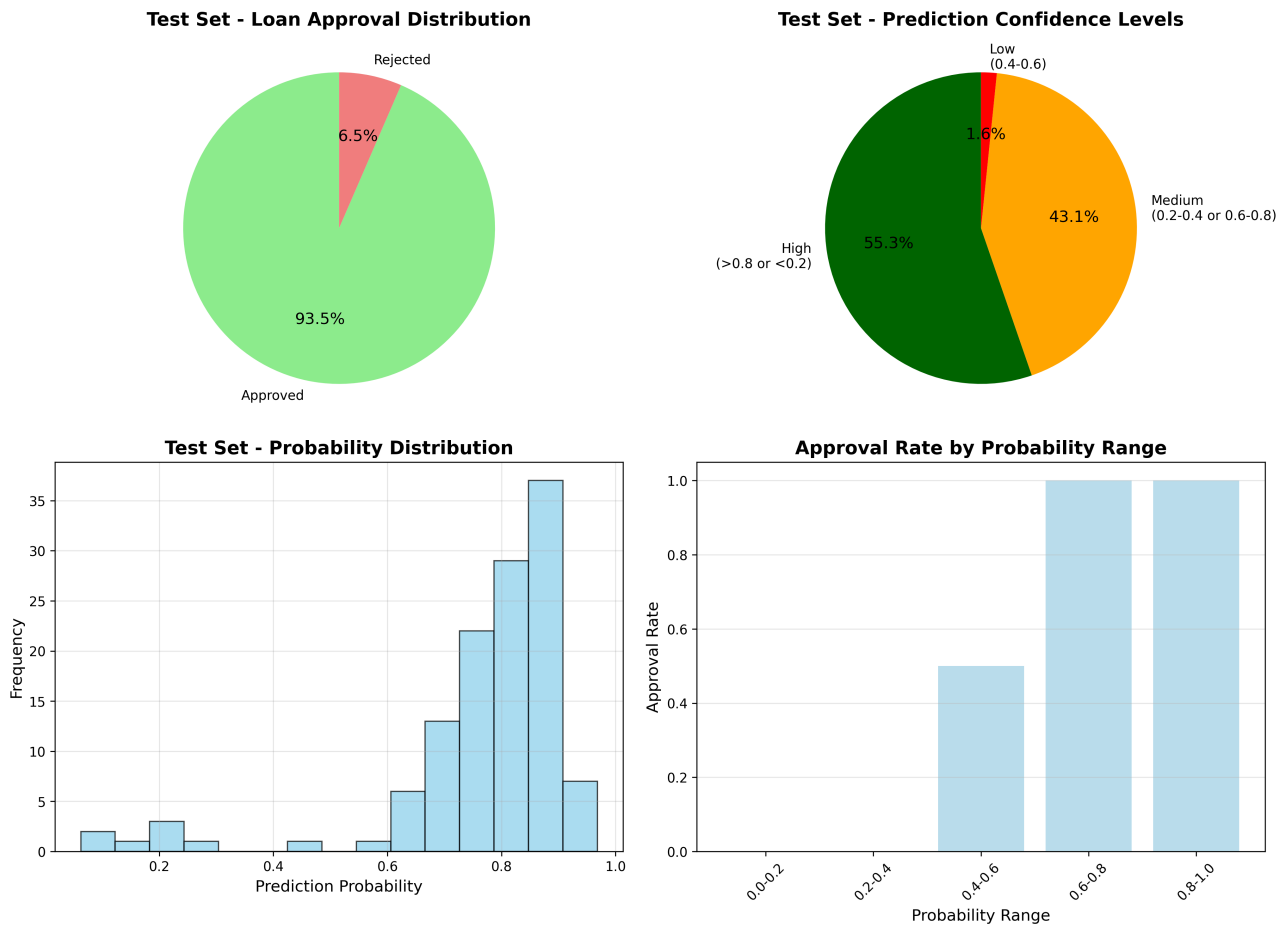 Test Set - Loan Approval Distribution
Rejected
6.5%
93.5%
Approved
Test Set - Prediction Confidence Levels
Low
(0.4-0.6)
1.6%
Medium
(0.2-0.4 or 0.6-0.8)
43.1%
55.3%
High
(>0.8 or <0.2)
Test Set - Probability Distribution
Frequency
35
30
25
20
15
10
5
0
0.2
0.4
0.6
0.8
1.0
Prediction Probability
Approval Rate by Probability Range
Approval Rate
1.0
0.8
0.6
0.4
0.2
0.0
0.0-0.2
0.2-0.4
0.4-0.6
0.6-0.8
0.8-1.0
Probability Range